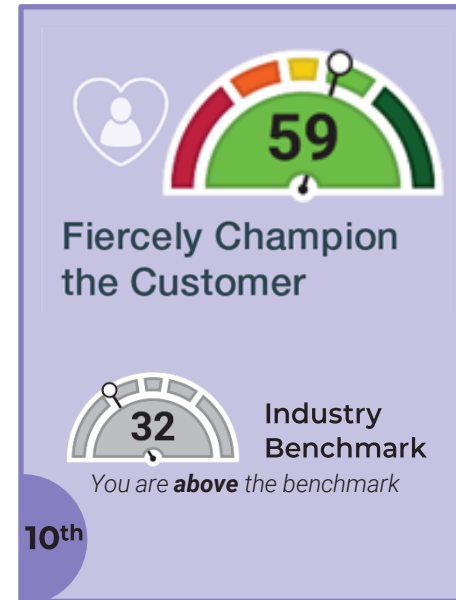 59
Fiercely Champion
the Customer
32
Industry
Benchmark
You are above the benchmark
10th